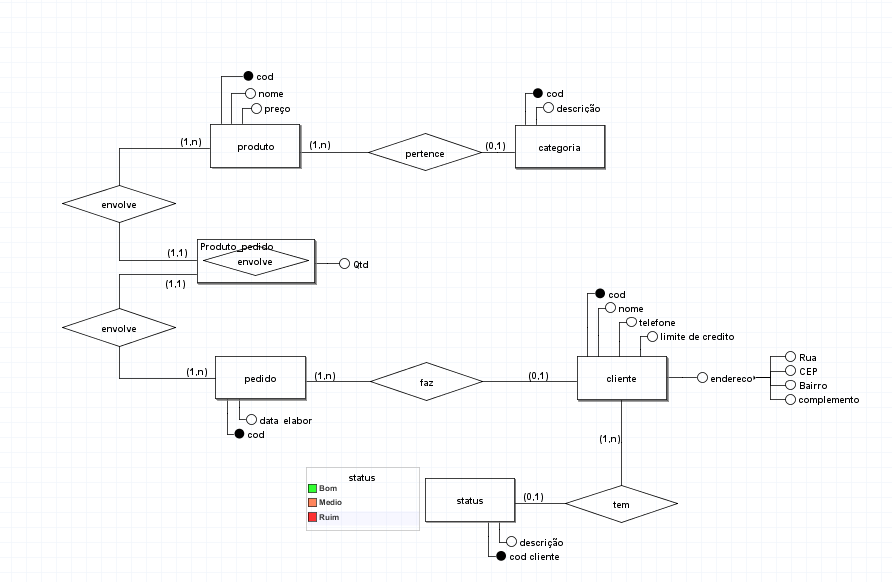 cod
nome
preço
(1,n)
produto
(1,n)
pertence
(0,1)
cod
descrição
categoria
envolve
(1,1)
Produto_pedido
envolve
Qtd
(1,1)
envolve
(1,n)
pedido
(1,n)
data elabor
cod
faz
(0,1)
cod
nome
telefone
limite de credito
cliente
endereco
Rua
CEP
Bairro
complemento
(1,n)
tem
(0,1)
status
descrição
cod cliente
status
Bom
Medio
Ruim